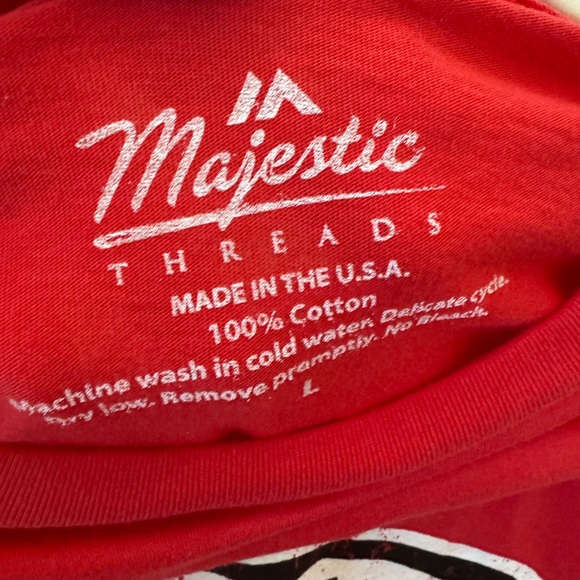 Majestic
THREADS
MADE IN THE U.S.A.
100% Cotton
Machine wash in cold water. Delicate cycle.
Dry low. Remove promptly. No Bleach.
L